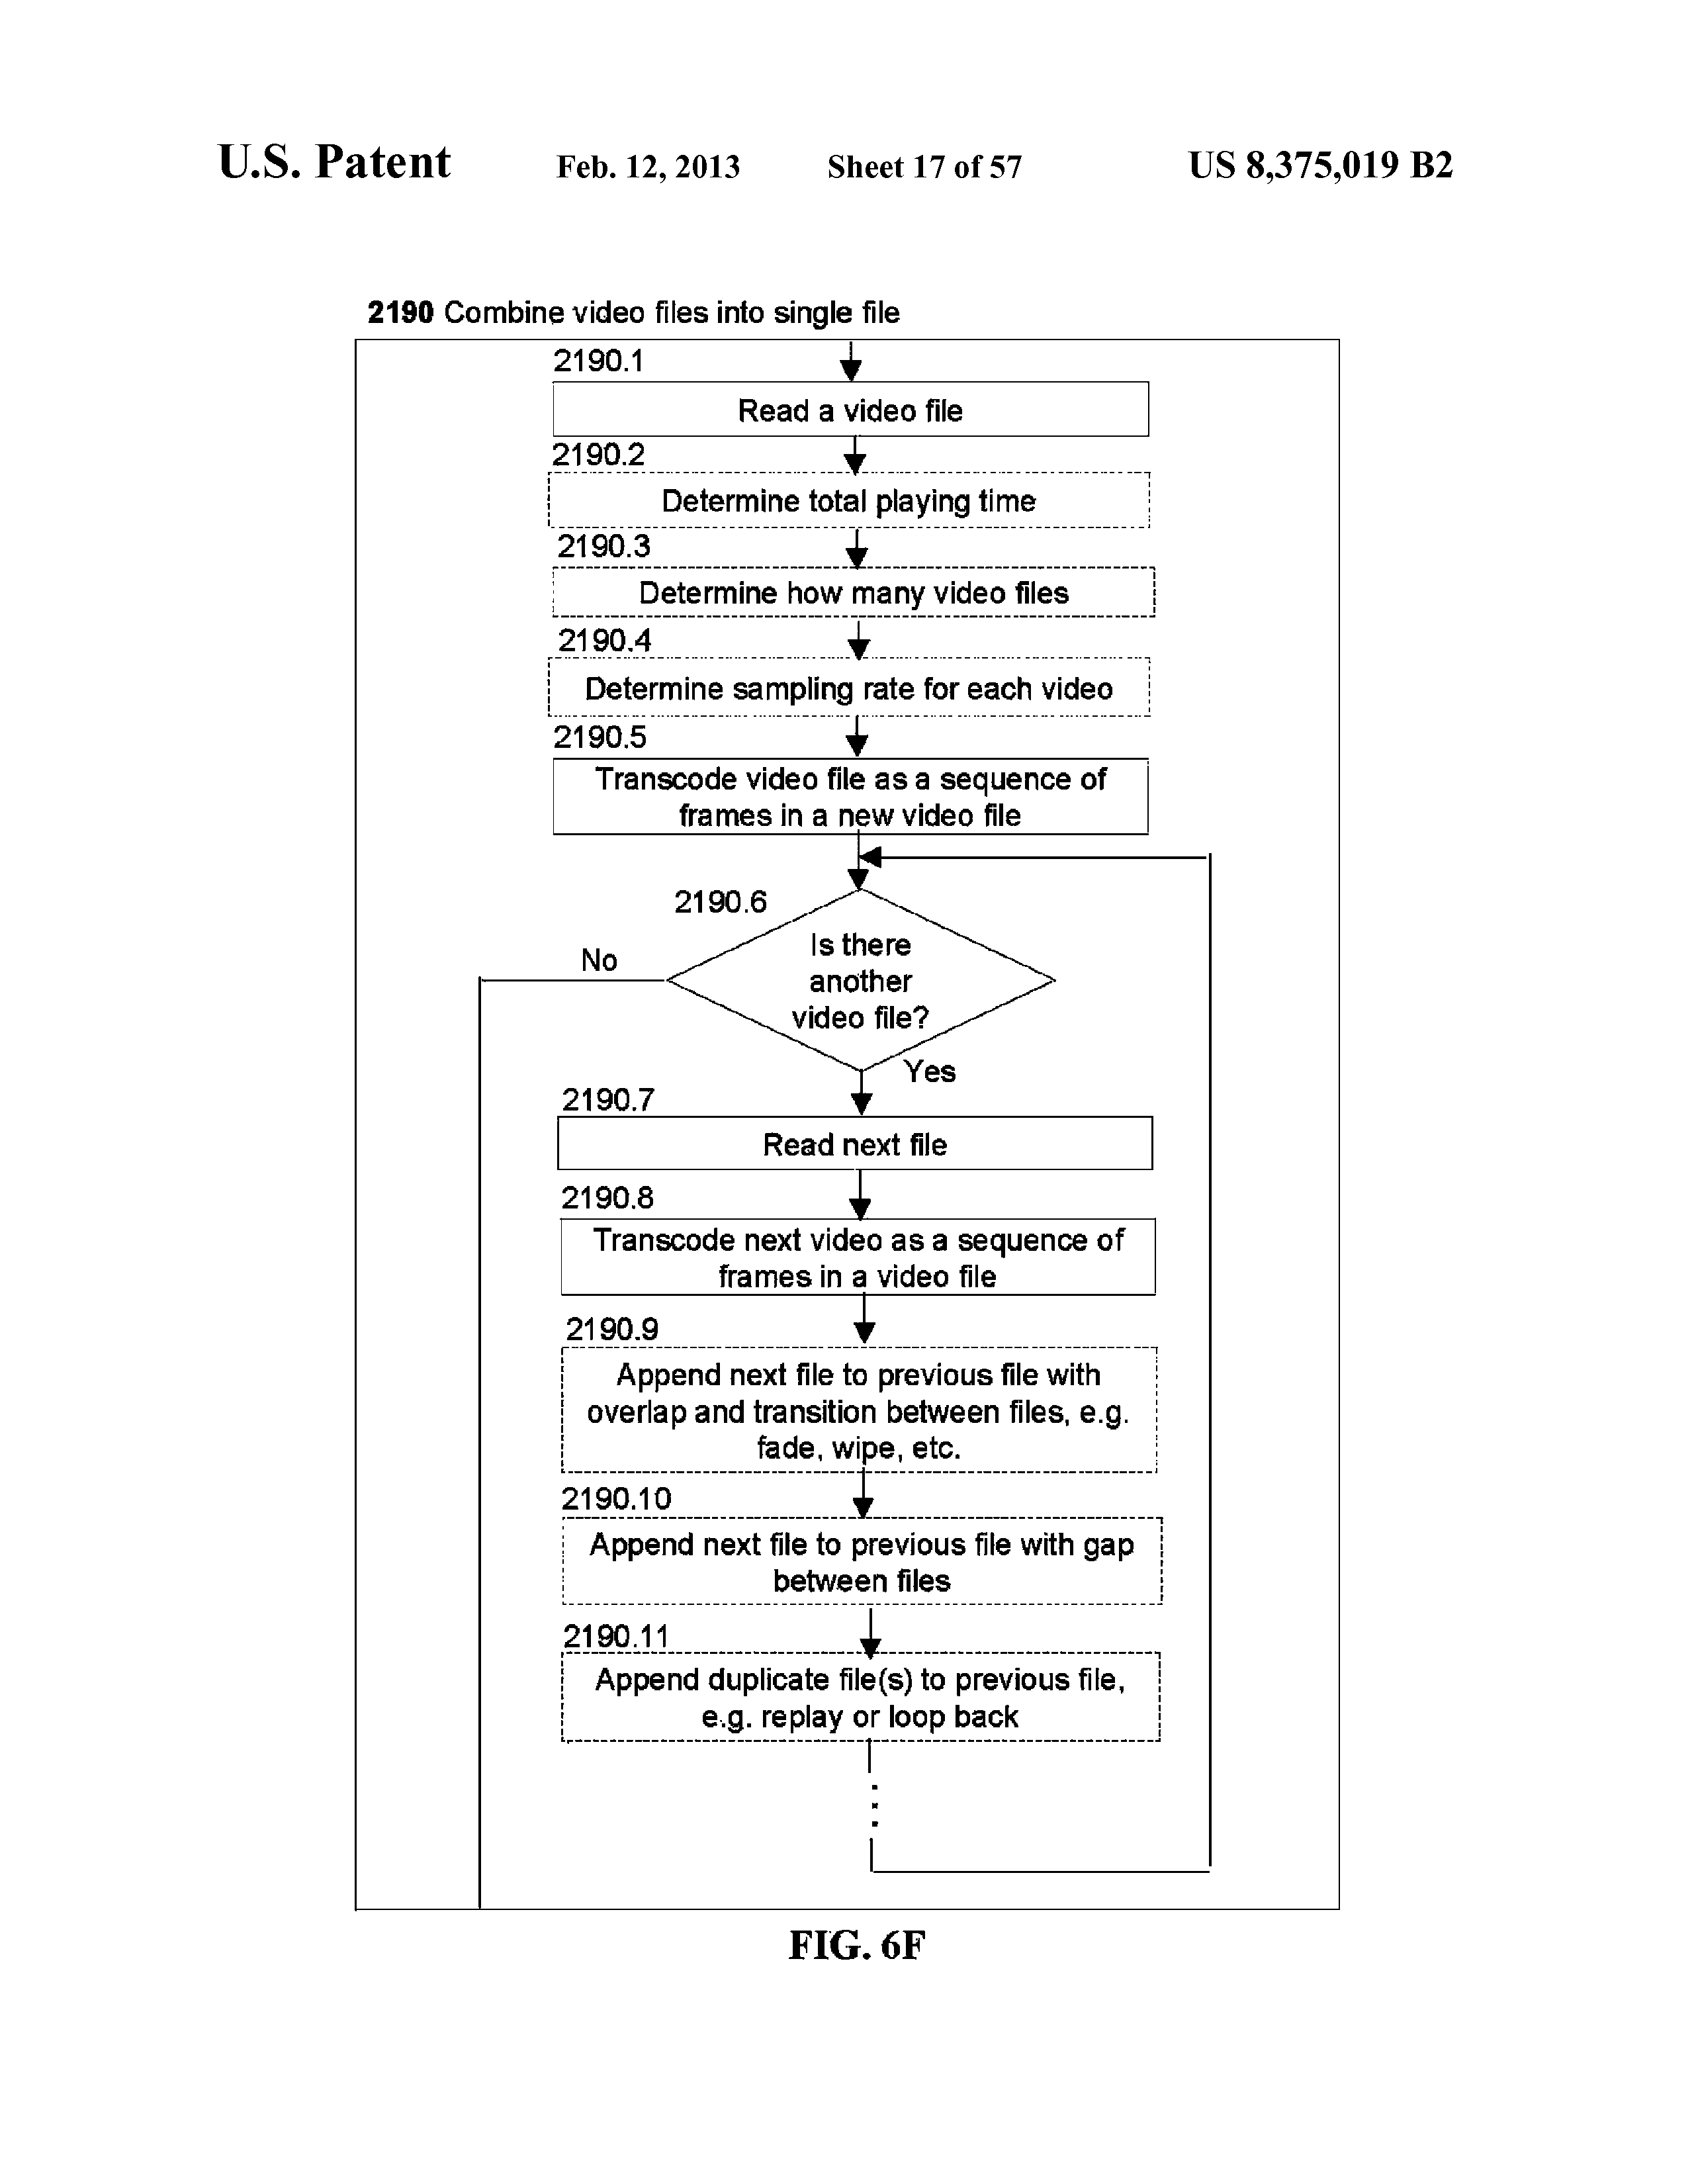 U.S. Patent Feb. 12, 2013 Sheet 17 of 57 US 8,375,019 B2
2190 Combine video files into single file
2190.1
Read a video file
2190.2
Determine total playing time
2190.3
Determine how many video files
2190.4
Determine sampling rate for each video
2190.5
Transcode video file as a sequence of
frames in a new video file
2190.6
Is there
another
video file?
No
Yes
2190.7
Read next file
2190.8
Transcode next video as a sequence of
frames in a video file
2190.9
Append next file to previous file with
overlap and transition between files, e.g.
fade, wipe, etc.
2190.10
Append next file to previous file with gap
between files
2190.11
Append duplicate file(s) to previous file,
e.g. replay or loop back
FIG. 6F